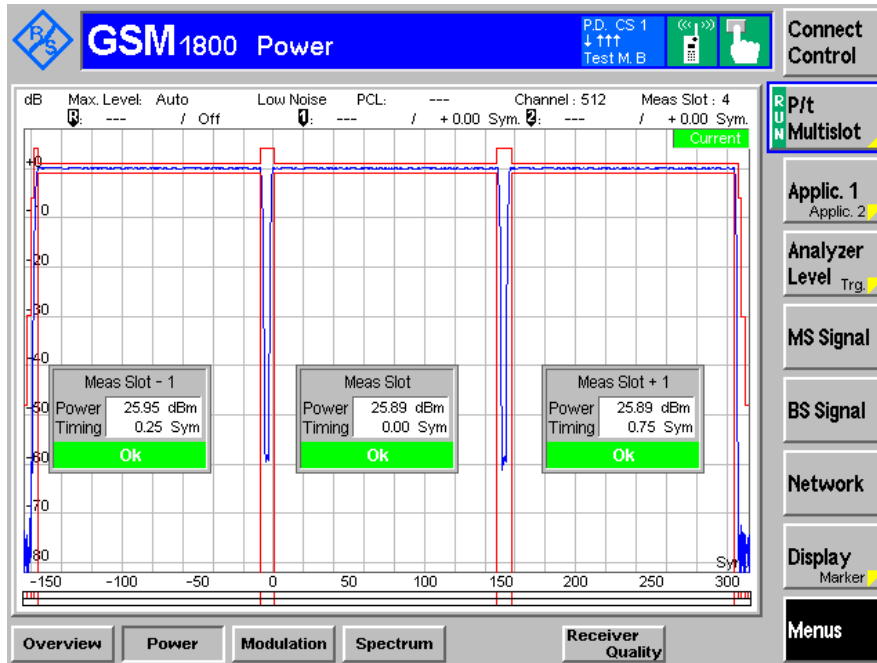 R/S
GSM 1800 Power
P.D. CS 1
↓ ↑↑↑
Test M. B
Connect Control
dB Max. Level: Auto Low Noise PCL: --- Channel : 512 Meas Slot : 4
R: --- / Off 1: --- / + 0.00 Sym. 2: --- / + 0.00 Sym.
Current
RUN
P/t Multislot
Applic. 1
Applic. 2
Analyzer Level Trg.
MS Signal
BS Signal
Network
Display
Marker
Menus
+0
-10
-20
-30
-40
-50
-60
-70
-80
Meas Slot - 1
Power 25.95 dBm
Timing 0.25 Sym
Ok
Meas Slot
Power 25.89 dBm
Timing 0.00 Sym
Ok
Meas Slot + 1
Power 25.89 dBm
Timing 0.75 Sym
Ok
-150 -100 -50 0 50 100 150 200 250 300
Overview Power Modulation Spectrum Receiver Quality